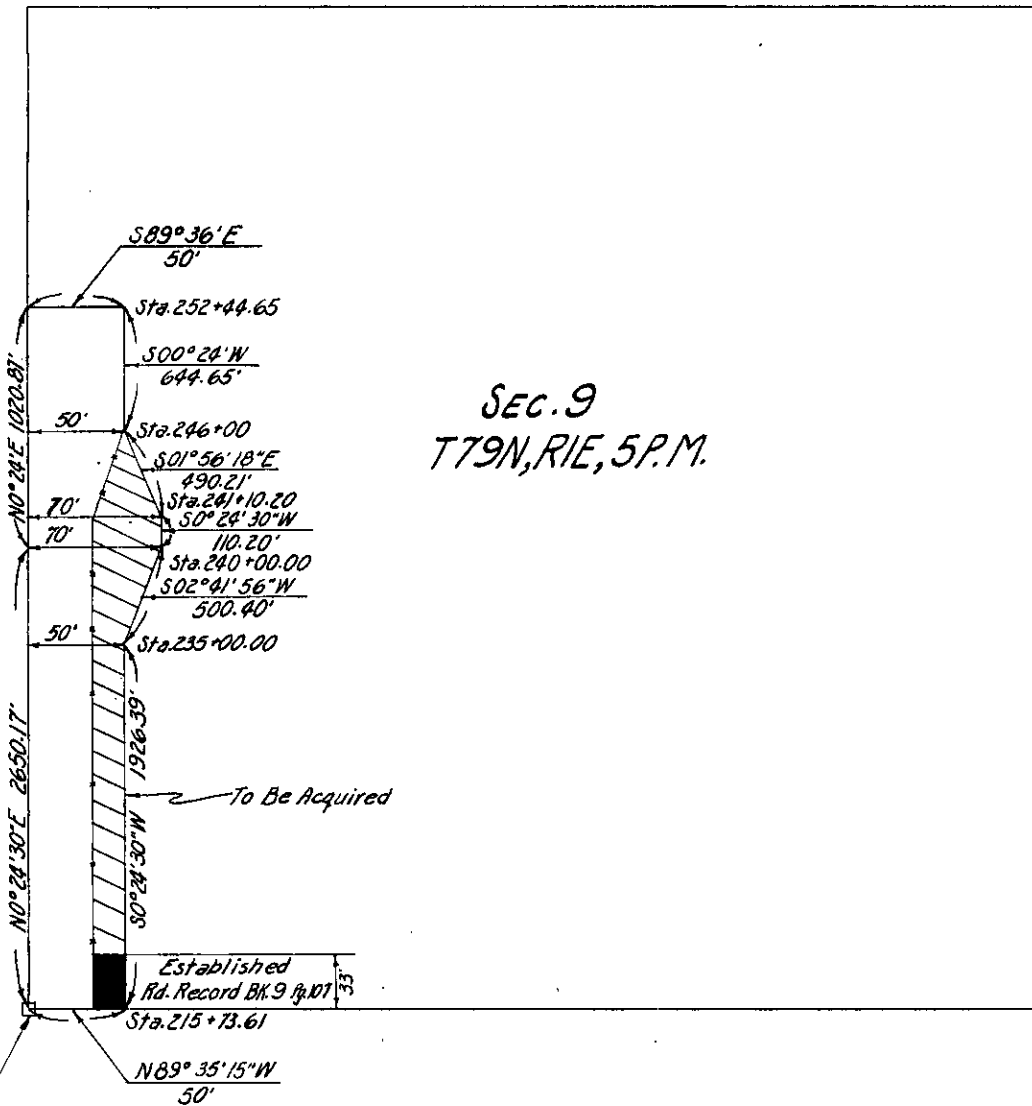 S89°36'E
50'
Sta.252+44.65
S00°24'W
644.65'
N0°24'E 1020.87'
SEC.9
T79N,R1E,5P.M.
50'
Sta.246+00
S01°56'18"E
490.21'
70'
Sta.241+10.20
S0°24'30"W
110.20'
70'
Sta.240+00.00
S02°41'56"W
500.40'
50'
Sta.235+00.00
N0°24'30"E 2650.17'
S0°24'30"W 1926.39'
To Be Acquired
Established
Rd. Record BK.9 Pg.107
33'
Sta.215+73.61
N89°35'15"W
50'